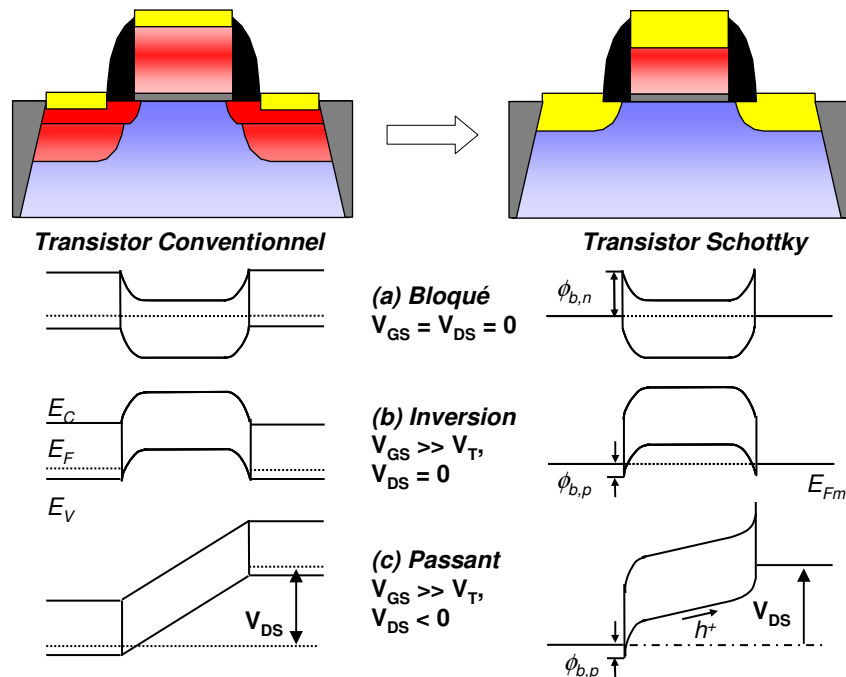 Transistor Conventionnel
Transistor Schottky
(a) Bloqué
V_GS = V_DS = 0
ϕ_b,n
E_C
E_F
E_V
(b) Inversion
V_GS >> V_T,
V_DS = 0
ϕ_b,p
E_Fm
(c) Passant
V_GS >> V_T,
V_DS < 0
V_DS
h⁺
V_DS
ϕ_b,p